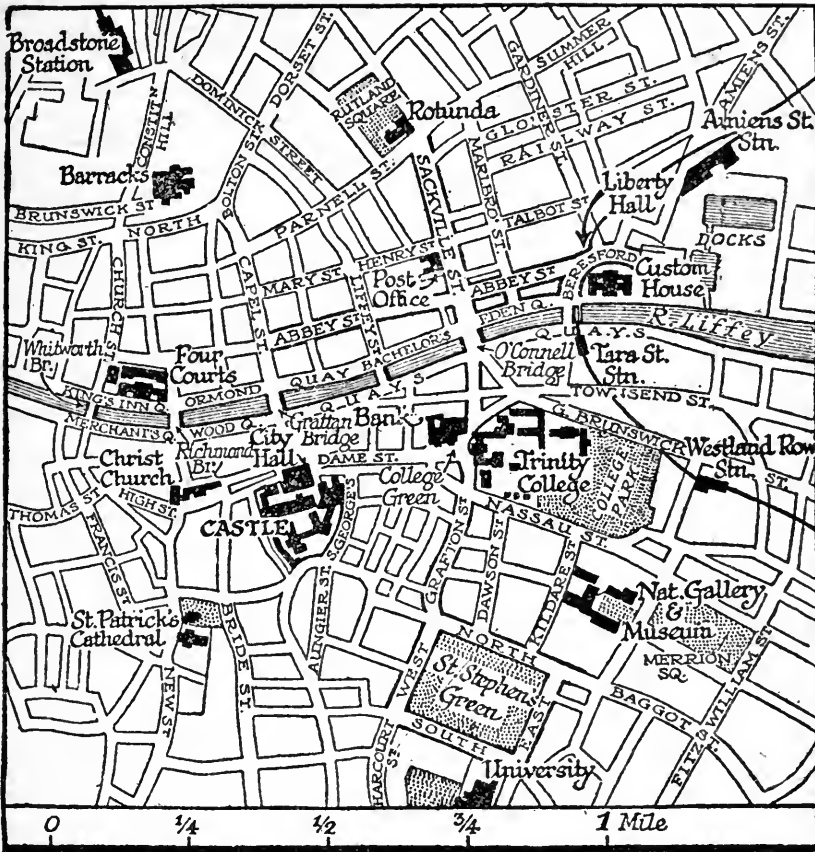 Broadstone
Station
CONSTITUTION
HILL
DOMINICK STREET
DORSET ST.
RUTLAND
SQUARE
Rotunda
GARDINER ST.
SUMMER
HILL
GLOSTER ST.
RAILWAY ST.
AMIENS ST.
Amiens St.
Stn.
Barracks
BRUNSWICK ST
NORTH
KING ST.
BOLTON ST.
PARNELL ST.
SACKVILLE ST.
MARLBRO' ST.
TALBOT ST
Liberty
Hall
DOCKS
CHURCH ST.
CAPEL ST.
MARY ST.
HENRY ST
LIFFEY ST.
Post
Office
ABBEY ST.
ABBEY ST
BERESFORD
Custom
House
Whitworth
Br.
Four
Courts
KING'S INN Q.
ORMOND
QUAY
BACHELOR'S
EDEN Q.
QUAYS
R. Liffey
O'Connell
Bridge
Tara St.
Stn.
MERCHANT'S Q.
WOOD Q.
QUAYS
Richmond
Br.
Grattan
Bridge
Bank
TOWNSEND ST.
G. BRUNSWICK
ST.
Westland Row
Stn.
Christ
Church
City
Hall
DAME ST.
College
Green
Trinity
College
COLLEGE
PARK
HIGH ST.
THOMAS ST
FRANCIS ST
CASTLE
S. GEORGE'S
AUNGIER ST.
GRAFTON ST
DAWSON ST
NASSAU ST.
KILDARE ST
Nat. Gallery
&
Museum
MERRION
SQ.
St. Patrick's
Cathedral
BRIDE ST.
NEW ST
NORTH
WEST
St Stephens
Green
EAST
SOUTH
BAGGOT
FITZWILLIAM ST
HARCOURT
ST.
University
0 ¼ ½ ¾ 1 Mile